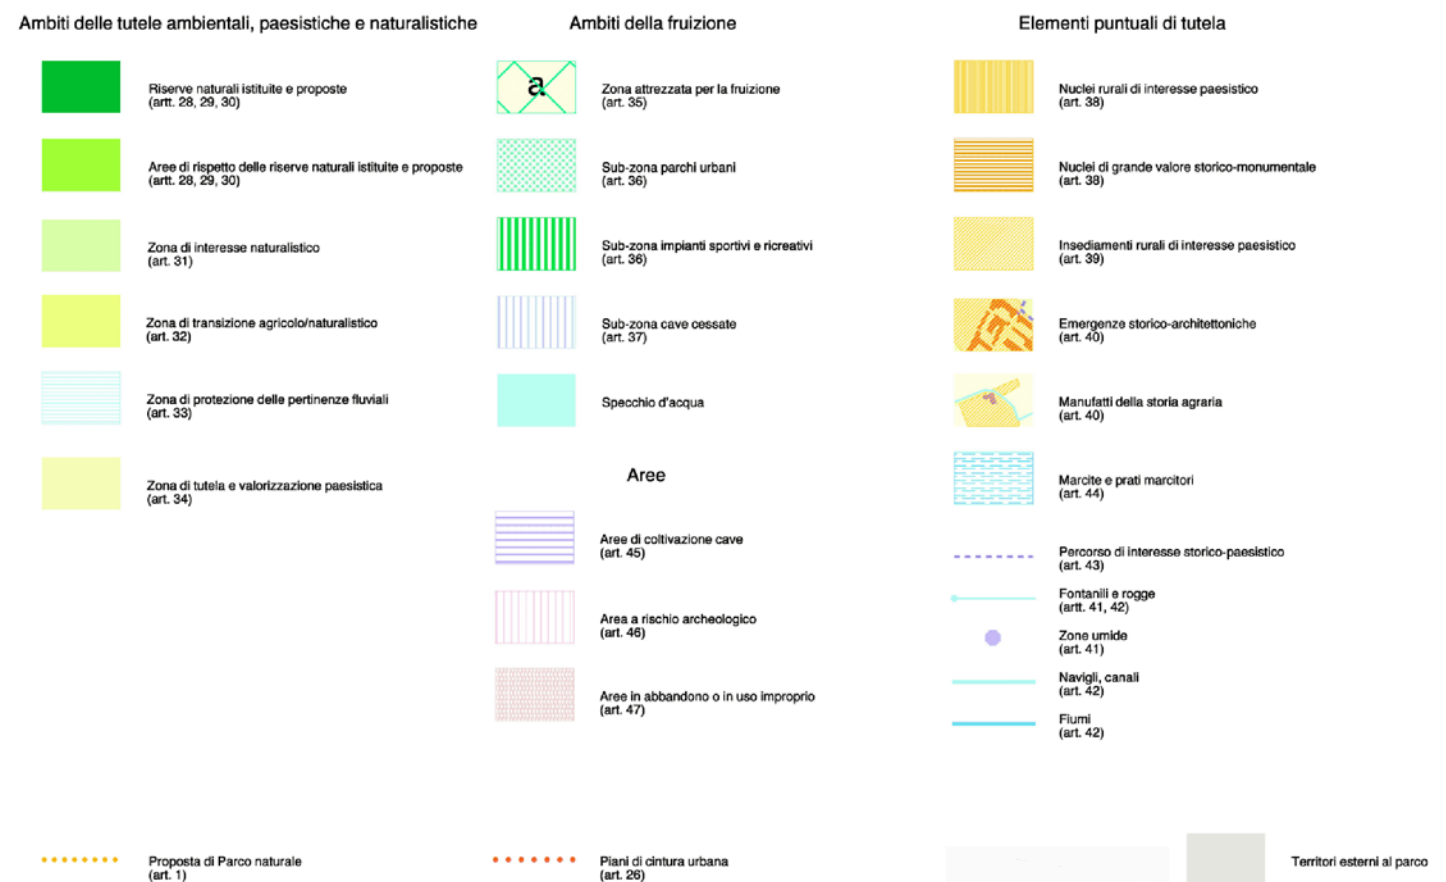 Ambiti delle tutele ambientali, paesistiche e naturalistiche
Riserve naturali istituite e proposte
(artt. 28, 29, 30)
Aree di rispetto delle riserve naturali istituite e proposte
(artt. 28, 29, 30)
Zona di interesse naturalistico
(art. 31)
Zona di transizione agricolo/naturalistico
(art. 32)
Zona di protezione delle pertinenze fluviali
(art. 33)
Zona di tutela e valorizzazione paesistica
(art. 34)
Ambiti della fruizione
a
Zona attrezzata per la fruizione
(art. 35)
Sub-zona parchi urbani
(art. 36)
Sub-zona impianti sportivi e ricreativi
(art. 36)
Sub-zona cave cessate
(art. 37)
Specchio d'acqua
Aree
Aree di coltivazione cave
(art. 45)
Area a rischio archeologico
(art. 46)
Aree in abbandono o in uso improprio
(art. 47)
Elementi puntuali di tutela
Nuclei rurali di interesse paesistico
(art. 38)
Nuclei di grande valore storico-monumentale
(art. 38)
Insediamenti rurali di interesse paesistico
(art. 39)
Emergenze storico-architettoniche
(art. 40)
Manufatti della storia agraria
(art. 40)
Marcite e prati marcitori
(art. 44)
Percorso di interesse storico-paesistico
(art. 43)
Fontanili e rogge
(artt. 41, 42)
Zone umide
(art. 41)
Navigli, canali
(art. 42)
Fiumi
(art. 42)
Proposta di Parco naturale
(art. 1)
Piani di cintura urbana
(art. 26)
Territori esterni al parco